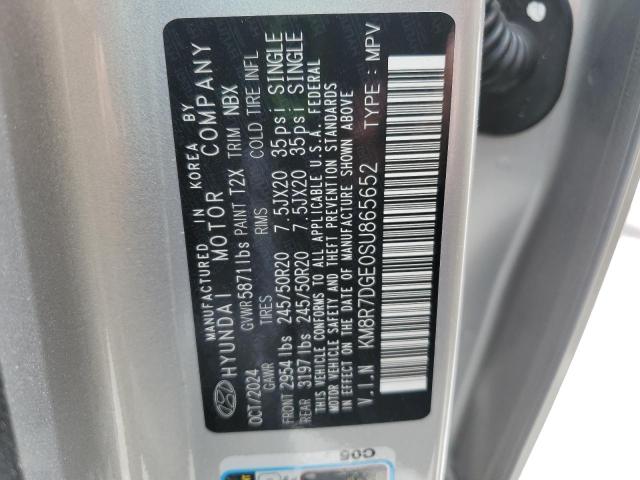 MANUFACTURED IN KOREA BY
HYUNDAI MOTOR COMPANY
OCT/2024 GVWR 5871lbs PAINT T2X TRIM NBX
GAWR TIRES RIMS COLD TIRE INFL
FRONT 2954lbs 245/50R20 7.5JX20 35psi SINGLE
REAR 3197lbs 245/50R20 7.5JX20 35psi SINGLE
THIS VEHICLE CONFORMS TO ALL APPLICABLE U.S.A. FEDERAL
MOTOR VEHICLE SAFETY AND THEFT PREVENTION STANDARDS
IN EFFECT ON THE DATE OF MANUFACTURE SHOWN ABOVE
V.I.N KM8R7DGE0SU865652 TYPE : MPV
C05